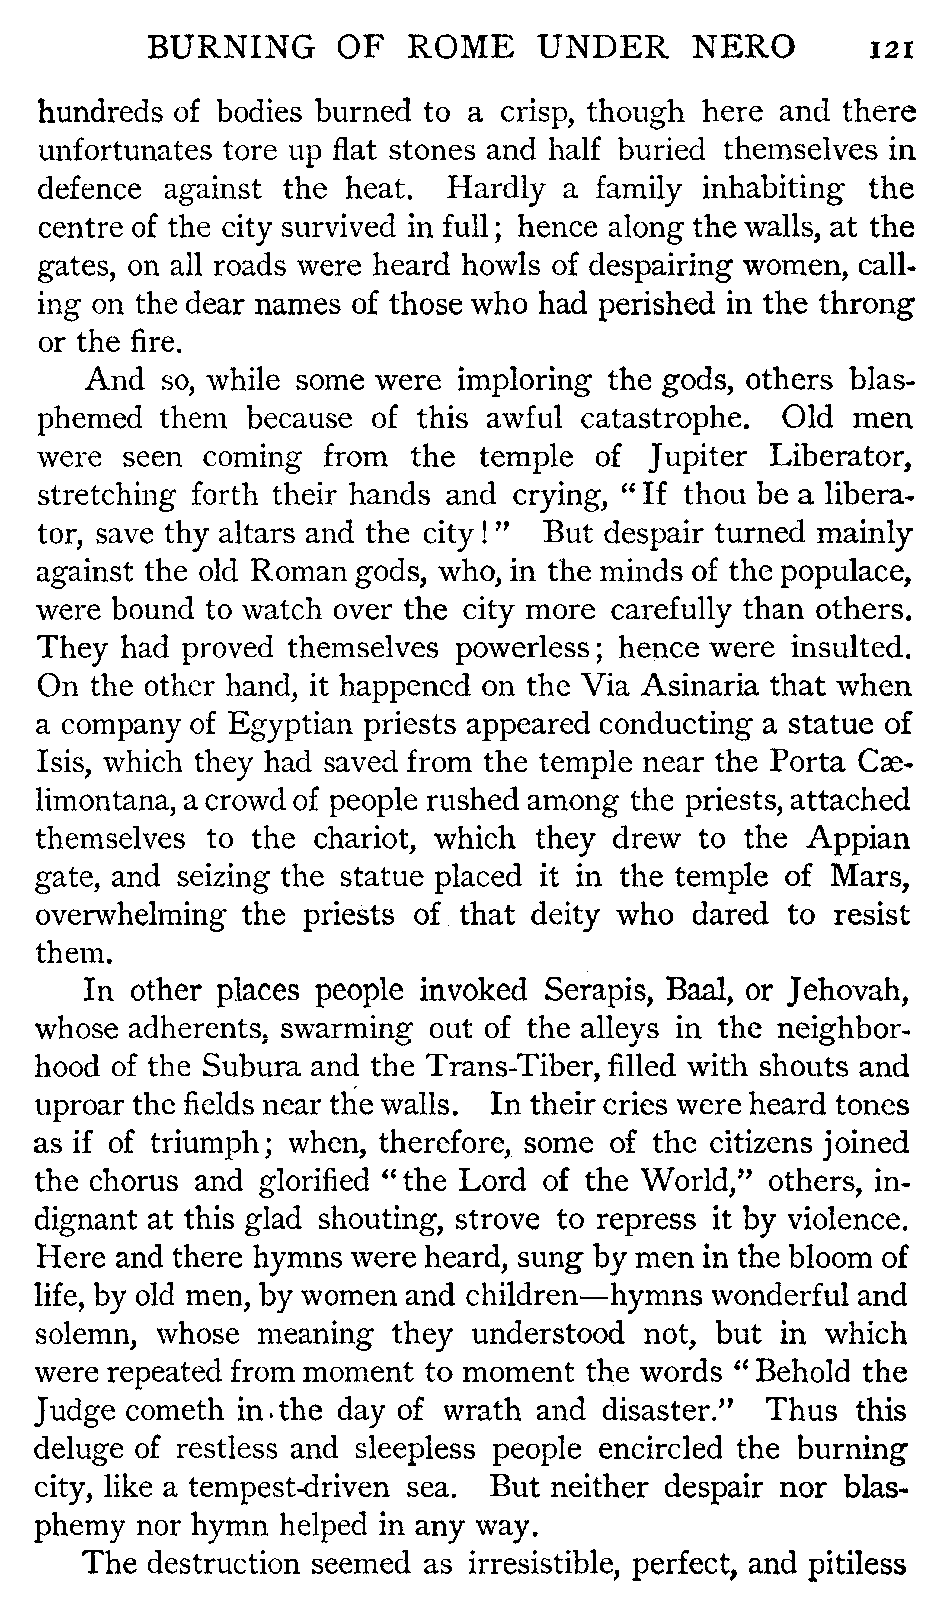 BURNING OF ROME UNDER NERO 121
hundreds of bodies burned to a crisp, though here and there
unfortunates tore up flat stones and half buried themselves in
defence against the heat. Hardly a family inhabiting the
centre of the city survived in full; hence along the walls, at the
gates, on all roads were heard howls of despairing women, call-
ing on the dear names of those who had perished in the throng
or the fire.
And so, while some were imploring the gods, others blas-
phemed them because of this awful catastrophe. Old men
were seen coming from the temple of Jupiter Liberator,
stretching forth their hands and crying, "If thou be a libera-
tor, save thy altars and the city!" But despair turned mainly
against the old Roman gods, who, in the minds of the populace,
were bound to watch over the city more carefully than others.
They had proved themselves powerless; hence were insulted.
On the other hand, it happened on the Via Asinaria that when
a company of Egyptian priests appeared conducting a statue of
Isis, which they had saved from the temple near the Porta Cæ-
limontana, a crowd of people rushed among the priests, attached
themselves to the chariot, which they drew to the Appian
gate, and seizing the statue placed it in the temple of Mars,
overwhelming the priests of that deity who dared to resist
them.
In other places people invoked Serapis, Baal, or Jehovah,
whose adherents, swarming out of the alleys in the neighbor-
hood of the Subura and the Trans-Tiber, filled with shouts and
uproar the fields near the walls. In their cries were heard tones
as if of triumph; when, therefore, some of the citizens joined
the chorus and glorified "the Lord of the World," others, in-
dignant at this glad shouting, strove to repress it by violence.
Here and there hymns were heard, sung by men in the bloom of
life, by old men, by women and children—hymns wonderful and
solemn, whose meaning they understood not, but in which
were repeated from moment to moment the words "Behold the
Judge cometh in the day of wrath and disaster." Thus this
deluge of restless and sleepless people encircled the burning
city, like a tempest-driven sea. But neither despair nor blas-
phemy nor hymn helped in any way.
The destruction seemed as irresistible, perfect, and pitiless